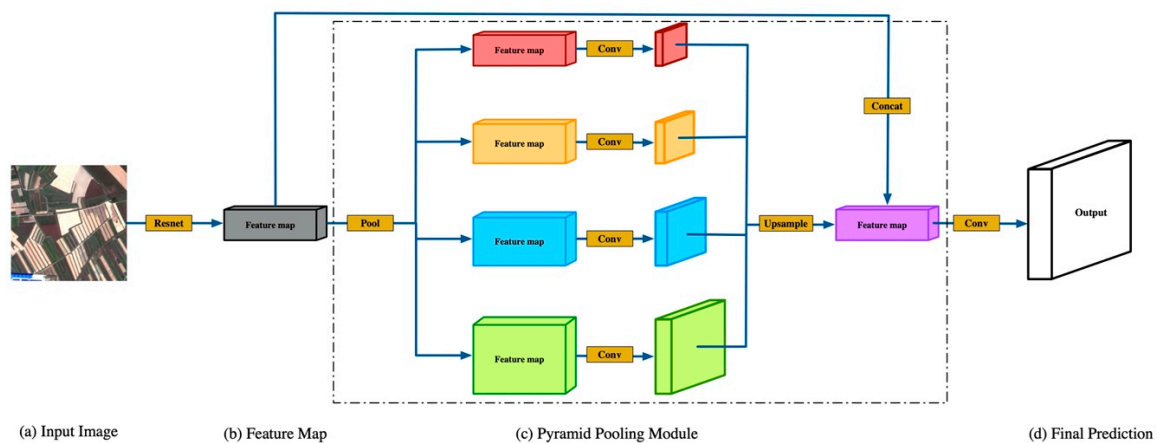 Feature map
Conv
Concat
Feature map
Conv
Resnet
Feature map
Pool
Feature map
Conv
Upsample
Feature map
Conv
Output
Feature map
Conv
(a) Input Image
(b) Feature Map
(c) Pyramid Pooling Module
(d) Final Prediction